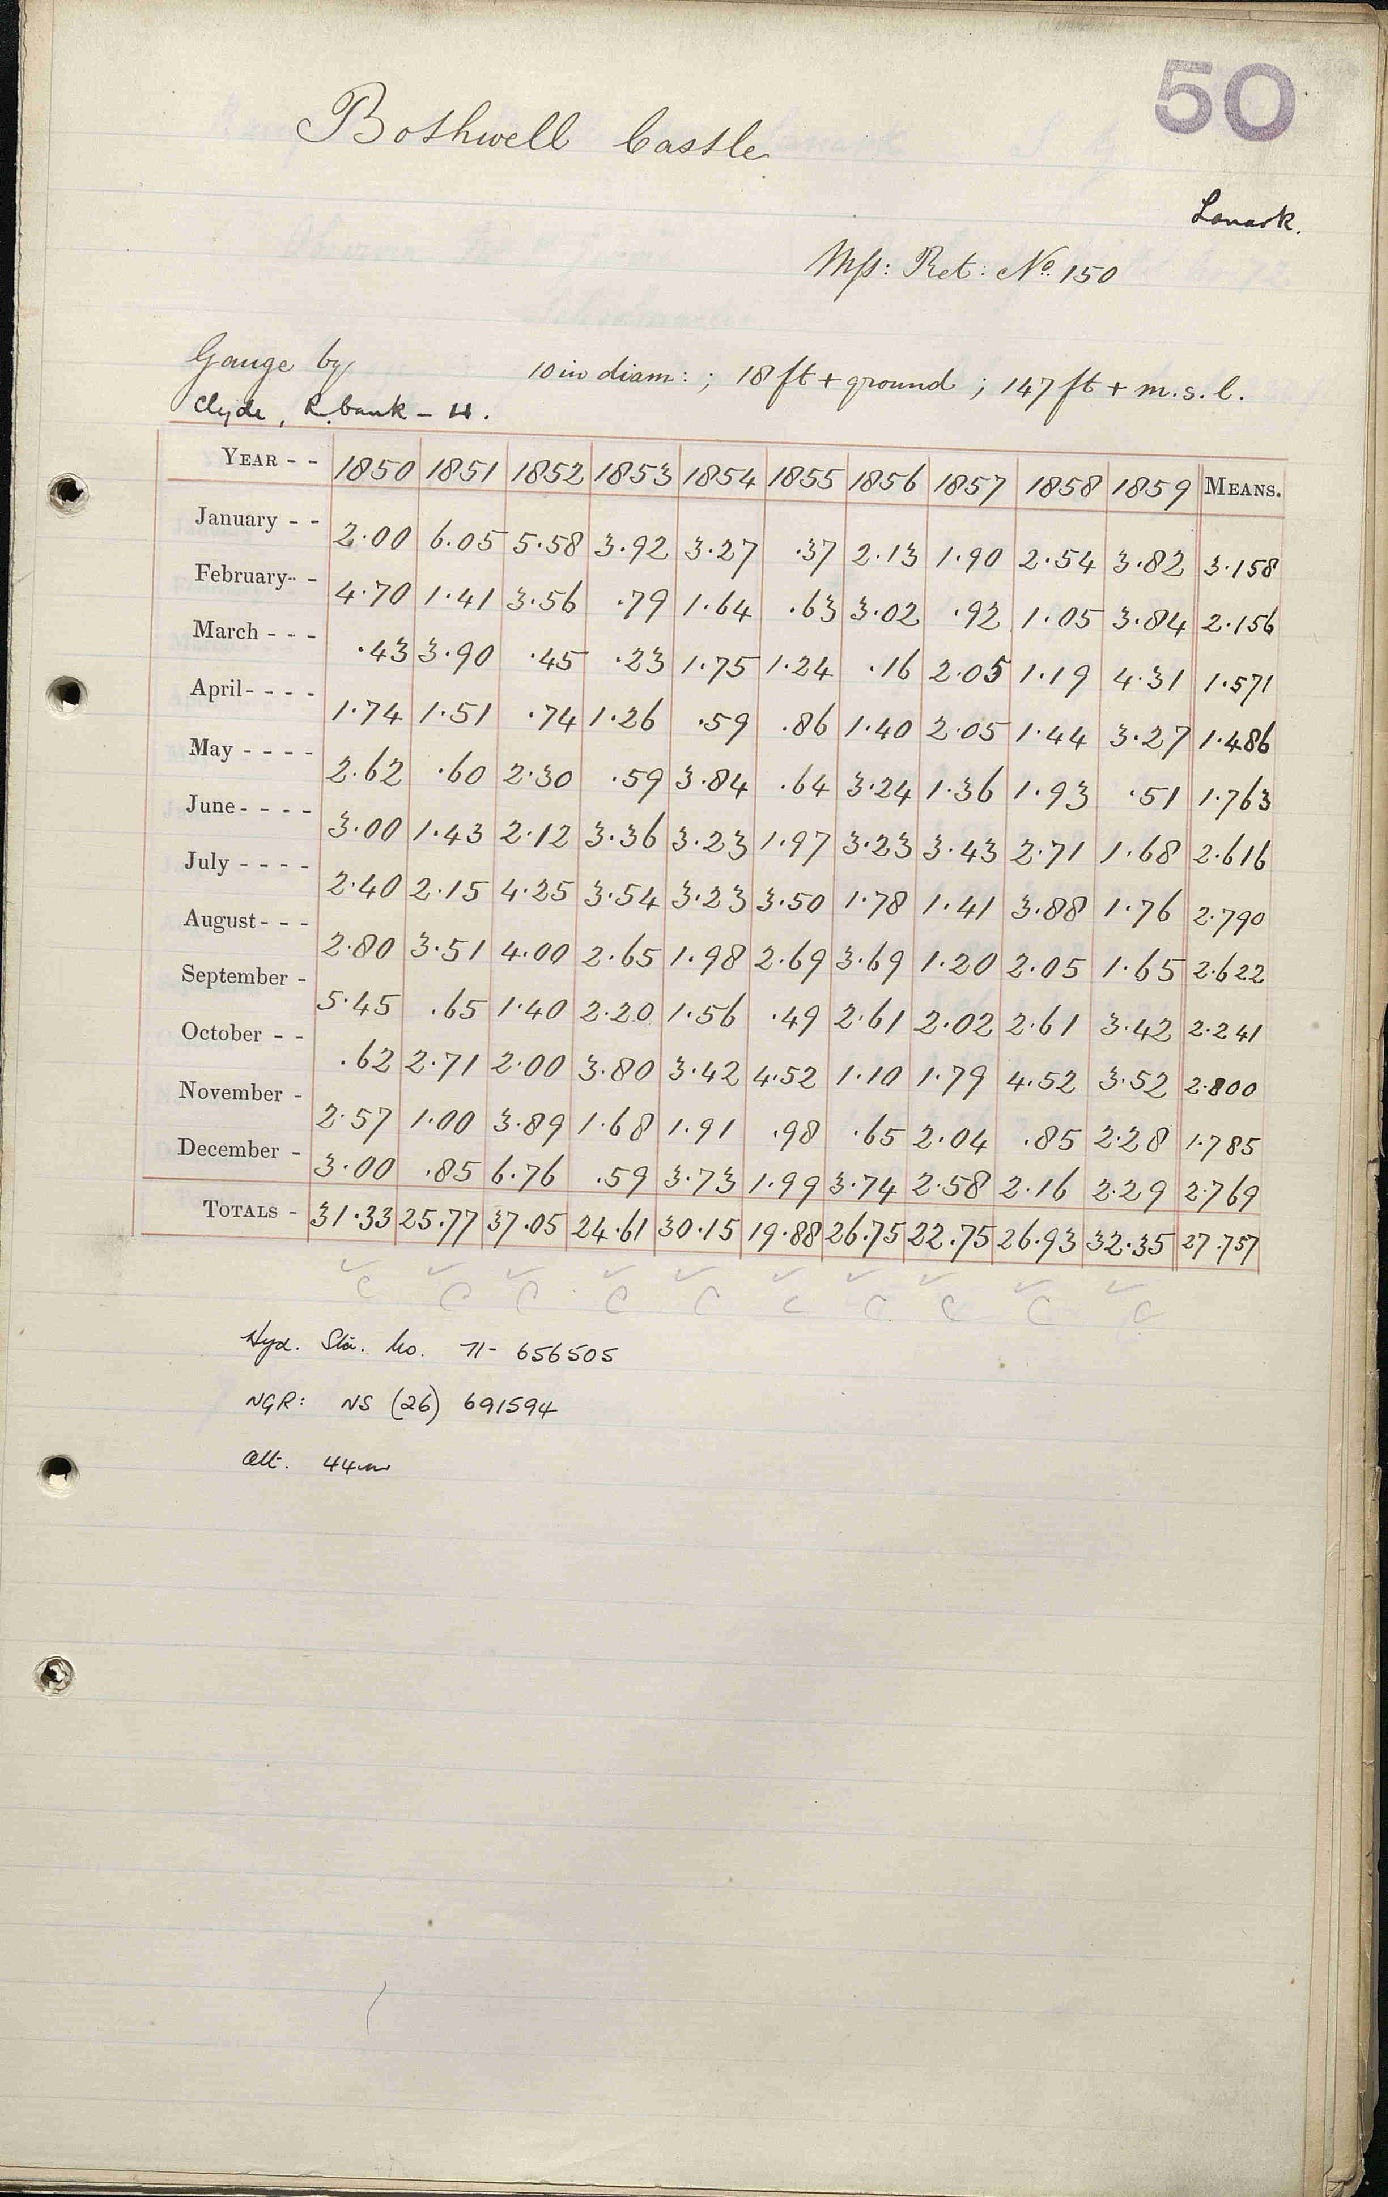 50
Bothwell Castle
Lanark.
Mss: Ret: No. 150
Gauge by 10 in diam: ; 18 ft + ground ; 147 ft + m.s.l.
Clyde, R. bank - 4.
YEAR - - 1850 1851 1852 1853 1854 1855 1856 1857 1858 1859 MEANS.
January - - 2.00 6.05 5.58 3.92 3.27 .37 2.13 1.90 2.54 3.82 3.158
February - - 4.70 1.41 3.56 .79 1.64 .63 3.02 .92 1.05 3.84 2.156
March - - - .43 3.90 .45 .23 1.75 1.24 .16 2.05 1.19 4.31 1.571
April - - - - 1.74 1.51 .74 1.26 .59 .86 1.40 2.05 1.44 3.27 1.486
May - - - - 2.62 .60 2.30 .59 3.84 .64 3.24 1.36 1.93 .51 1.763
June - - - - 3.00 1.43 2.12 3.36 3.23 1.97 3.23 3.43 2.71 1.68 2.616
July - - - - 2.40 2.15 4.25 3.54 3.23 3.50 1.78 1.41 3.88 1.76 2.790
August - - - 2.80 3.51 4.00 2.65 1.98 2.69 3.69 1.20 2.05 1.65 2.622
September - 5.45 .65 1.40 2.20 1.56 .49 2.61 2.02 2.61 3.42 2.241
October - - .62 2.71 2.00 3.80 3.42 4.52 1.10 1.79 4.52 3.52 2.800
November - 2.57 1.00 3.89 1.68 1.91 .98 .65 2.04 .85 2.28 1.785
December - 3.00 .85 6.76 .59 3.73 1.99 3.74 2.58 2.16 2.29 2.769
TOTALS - 31.33 25.77 37.05 24.61 30.15 19.88 26.75 22.75 26.93 32.35 27.757
✓ ✓ ✓ ✓ ✓ ✓ ✓ ✓ ✓ ✓
C C C C C C C C C C
Hyd. Sta. No. 71- 656505
NGR: NS (26) 691594
Alt. 44m